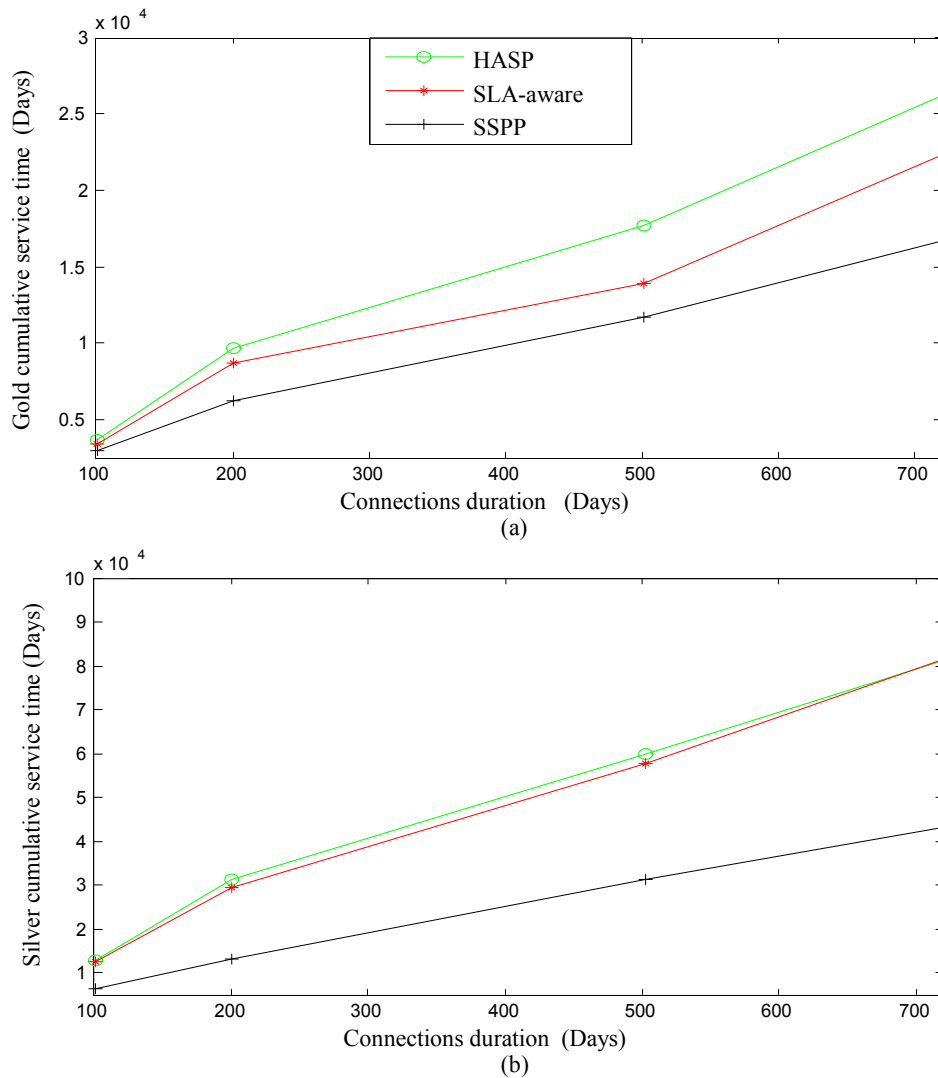 x 10 4
3
2.5
2
1.5
1
0.5
Gold cumulative service time (Days)
HASP
SLA-aware
SSPP
100 200 300 400 500 600 700
Connections duration (Days)
(a)
x 10 4
10
9
8
7
6
5
4
3
2
1
Silver cumulative service time (Days)
100 200 300 400 500 600 700
Connections duration (Days)
(b)